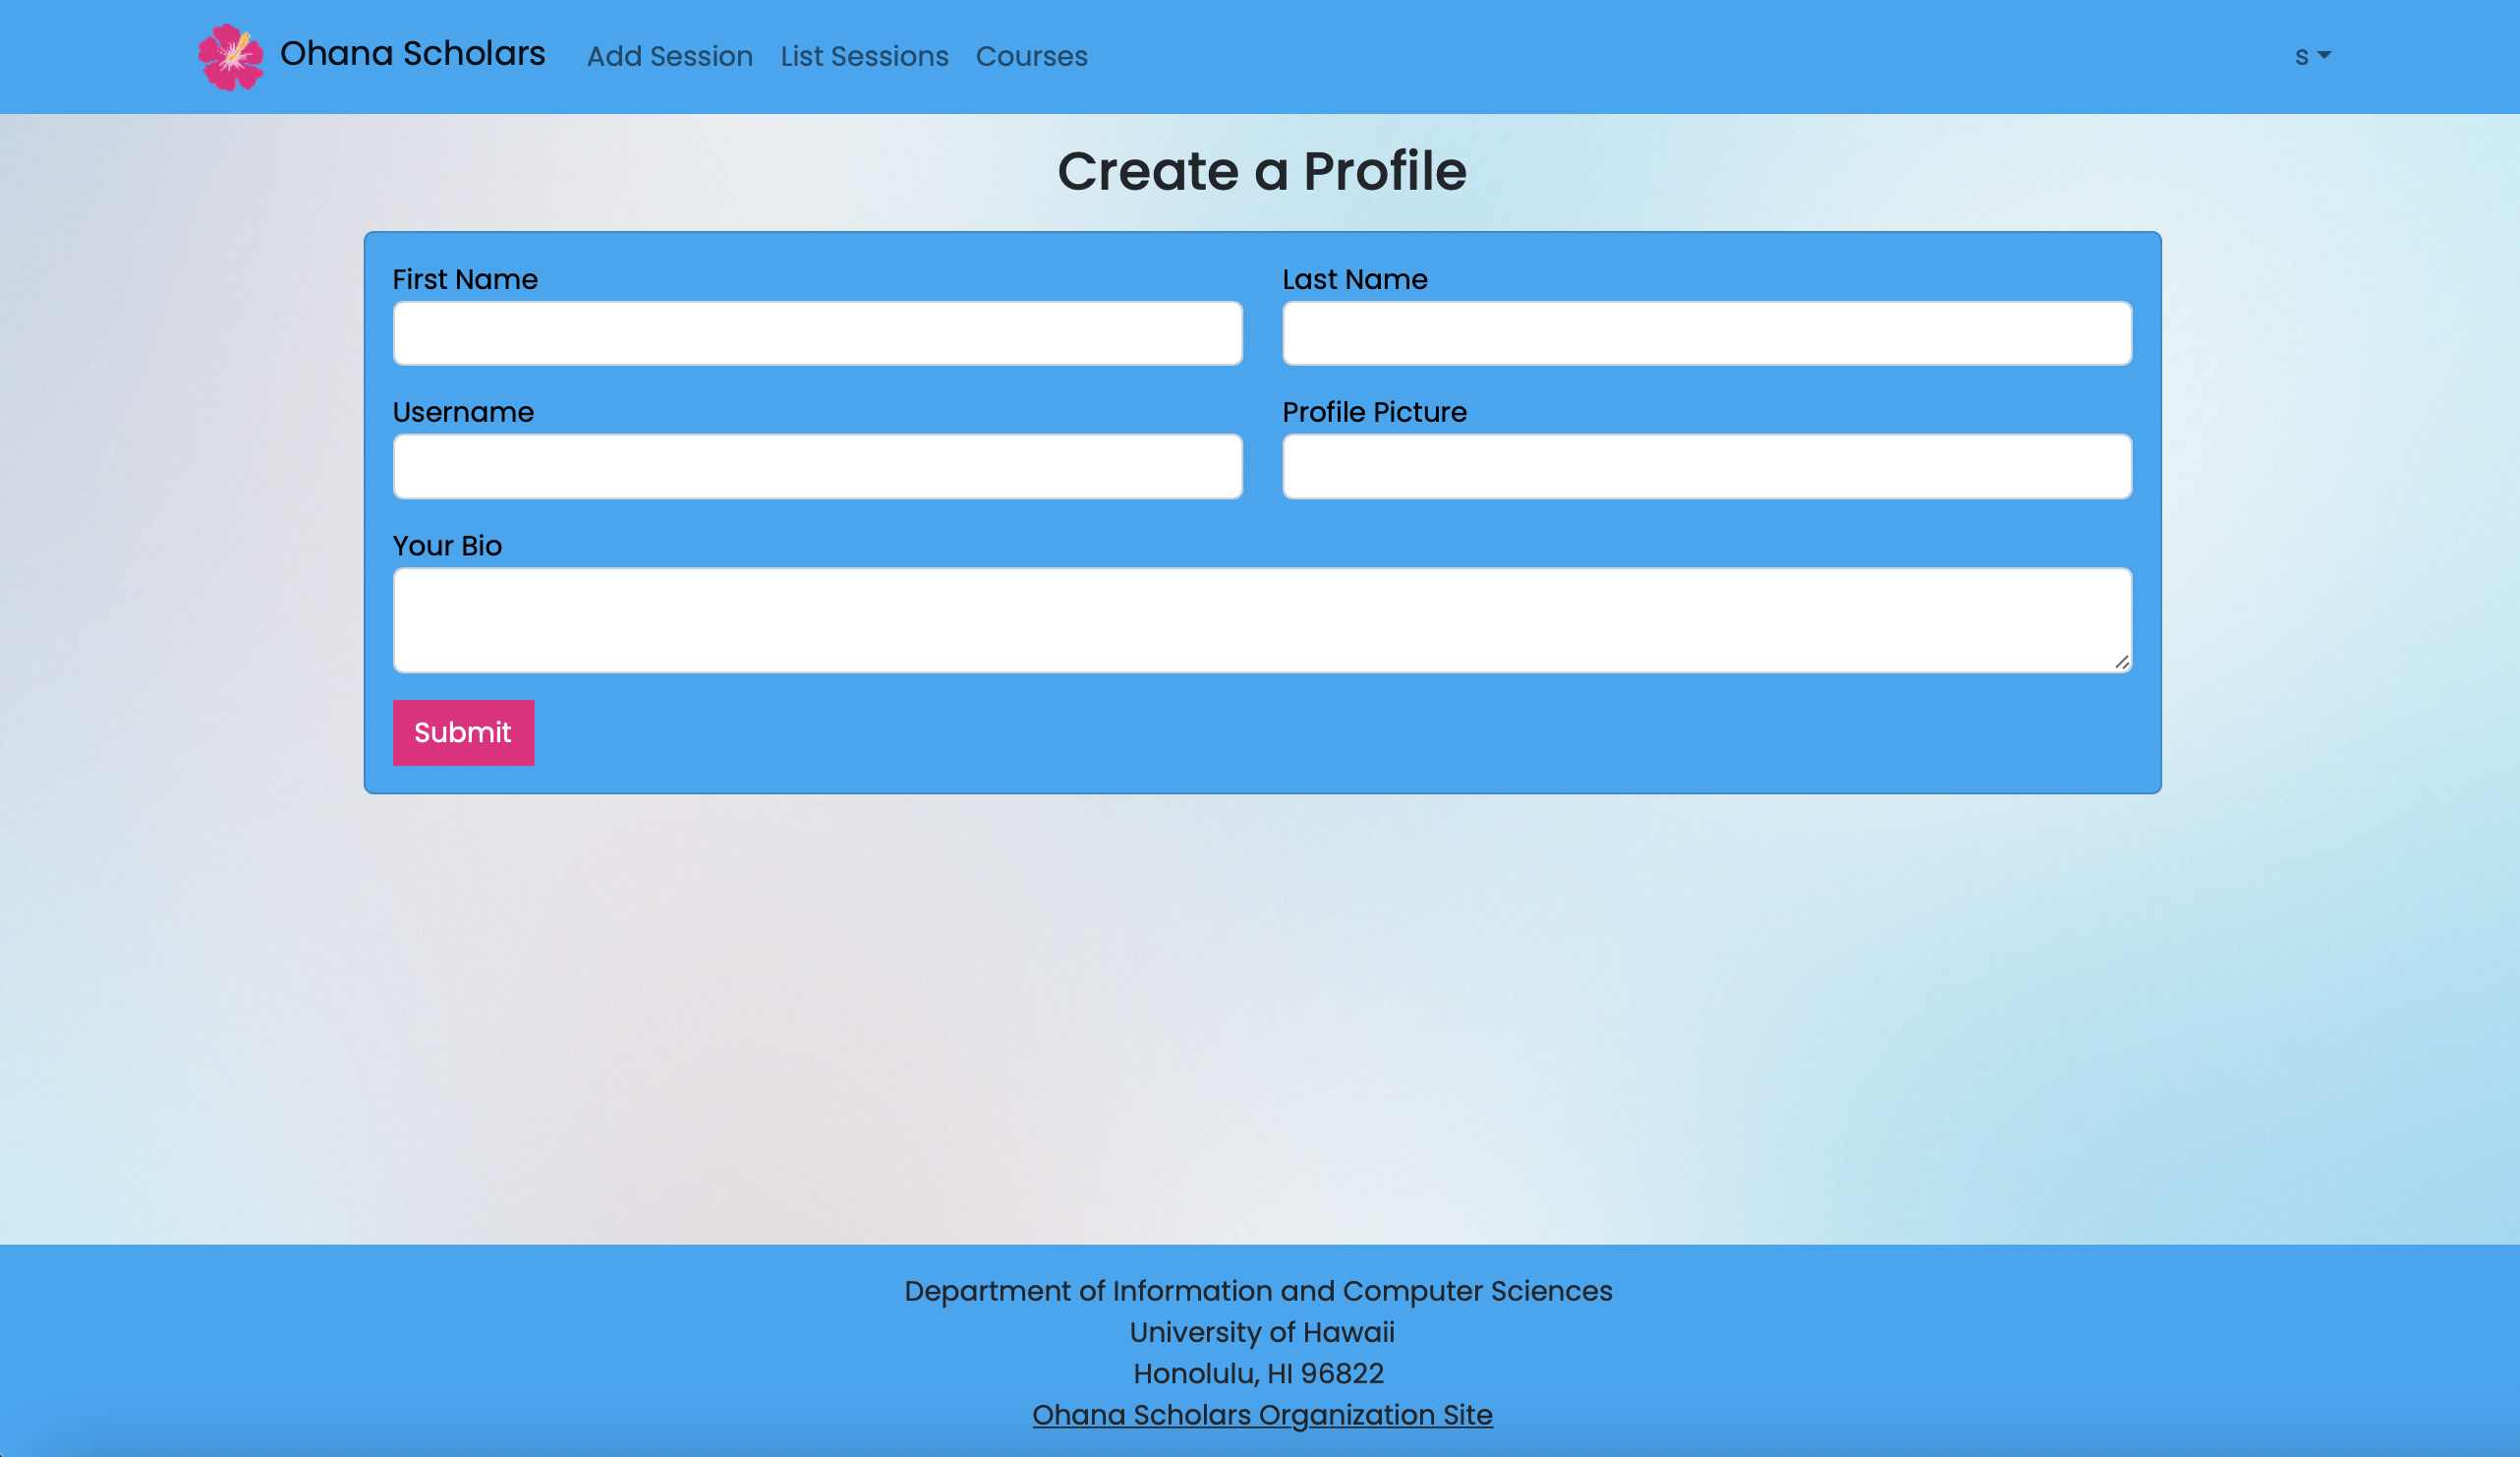 Ohana Scholars Add Session List Sessions Courses s
Create a Profile
First Name Last Name
Username Profile Picture
Your Bio
Submit
Department of Information and Computer Sciences
University of Hawaii
Honolulu, HI 96822
Ohana Scholars Organization Site